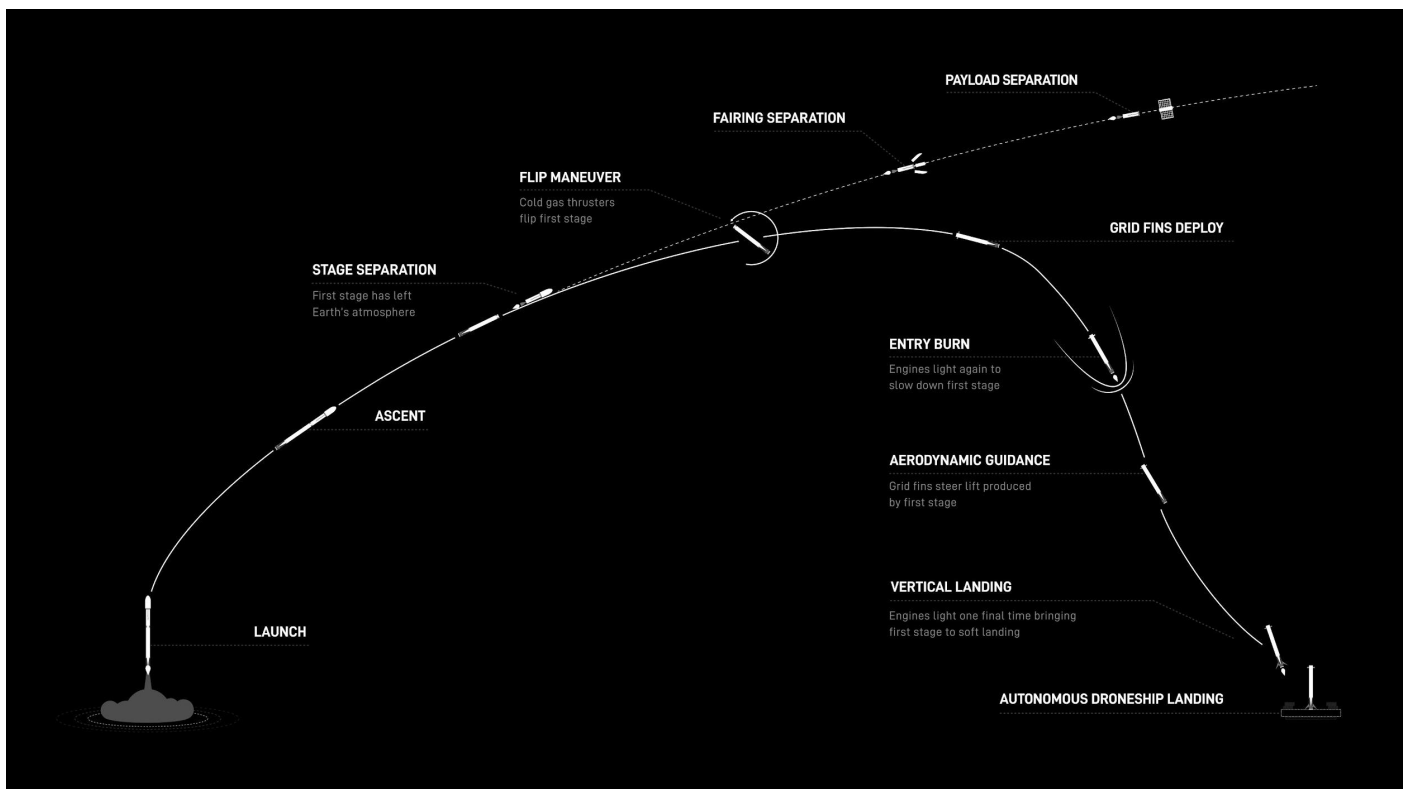 PAYLOAD SEPARATION
FAIRING SEPARATION
FLIP MANEUVER
Cold gas thrusters
flip first stage
GRID FINS DEPLOY
STAGE SEPARATION
First stage has left
Earth's atmosphere
ENTRY BURN
Engines light again to
slow down first stage
ASCENT
AERODYNAMIC GUIDANCE
Grid fins steer lift produced
by first stage
VERTICAL LANDING
Engines light one final time bringing
first stage to soft landing
LAUNCH
AUTONOMOUS DRONESHIP LANDING